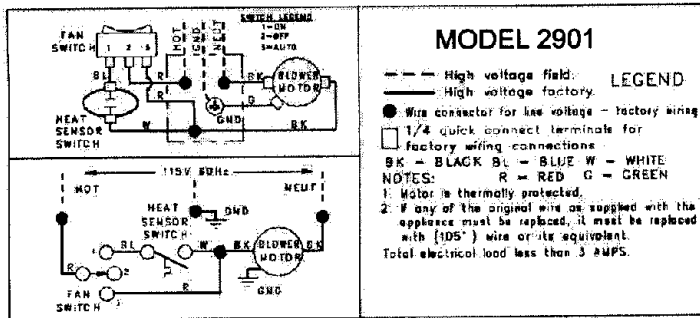 FAN
SWITCH
1 2 3
SWITCH LEGEND
1-ON
2-OFF
3-AUTO
HOT
GND
NEUT
BL
R
R
BK
BLOWER
MOTOR
G
GND
HEAT
SENSOR
SWITCH
W
BK
115V 60Hz
HOT
NEUT
HEAT
SENSOR
SWITCH
GND
1
BL
W
BK
BLOWER
MOTOR
BK
R
2
R
GND
FAN
SWITCH
MODEL 2901
High voltage field
LEGEND
High voltage factory
Wire connector for line voltage - factory wiring
1/4 quick connect terminals for
factory wiring connections
BK - BLACK BL - BLUE W - WHITE
NOTES: R - RED G - GREEN
1. Motor is thermally protected.
2. If any of the original wire as supplied with the
appliance must be replaced, it must be replaced
with (105°) wire or its equivalent.
Total electrical load less than 3 AMPS.